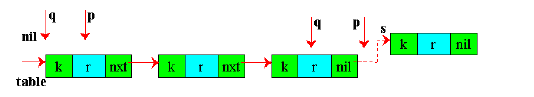 q p q p
nil s
k r nxt k r nxt k r nil k r nil
table